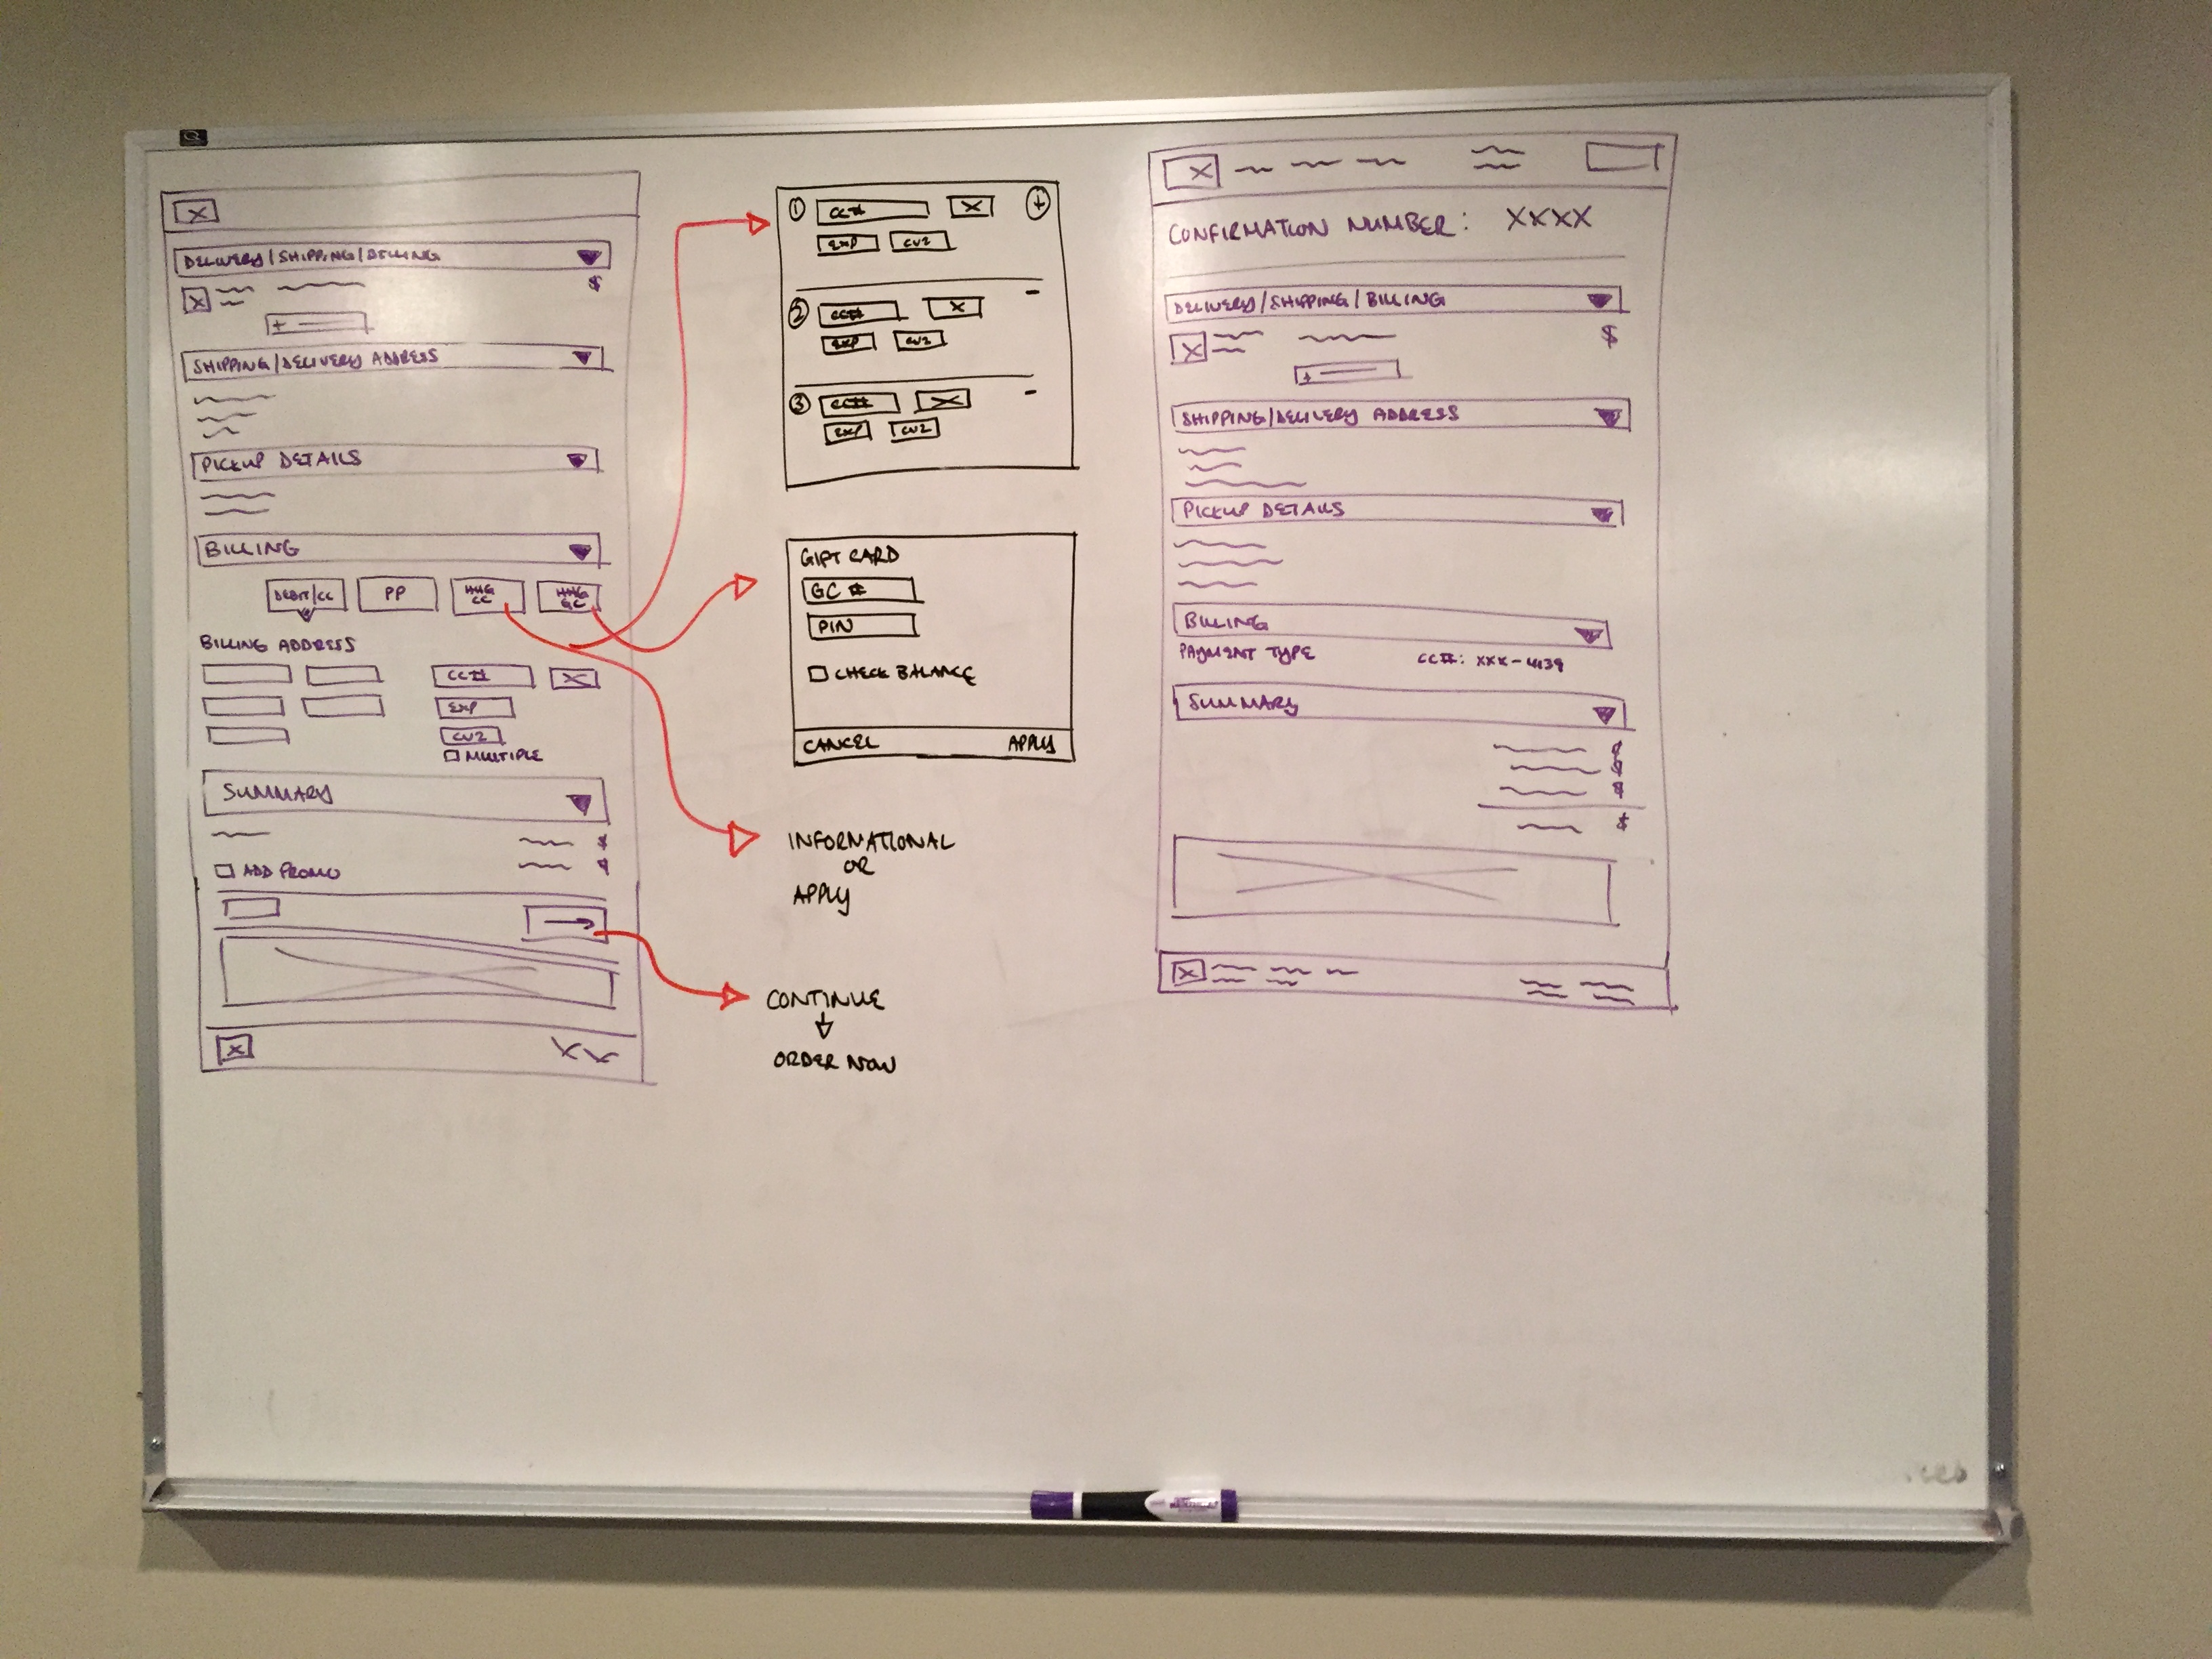 DELIVERY/SHIPPING/BILLING
$
+
SHIPPING/DELIVERY ADDRESS
PICKUP DETAILS
BILLING
DEBIT/CC
PP
HHG
CC
HHG
GC
BILLING ADDRESS
CC#
EXP
CV2
MULTIPLE
SUMMARY
$
ADD PROMO
$
1
CC#
+
EXP
CV2
2
CC#
-
EXP
CV2
3
CC#
-
EXP
CV2
GIFT CARD
GC #
PIN
CHECK BALANCE
CANCEL
APPLY
INFORMATIONAL
OR
APPLY
CONTINUE
ORDER NOW
CONFIRMATION NUMBER: XXXX
DELIVERY/SHIPPING/BILLING
$
+
SHIPPING/DELIVERY ADDRESS
PICKUP DETAILS
BILLING
PAYMENT TYPE
CC#: XXX-4139
SUMMARY
$
$
$
$